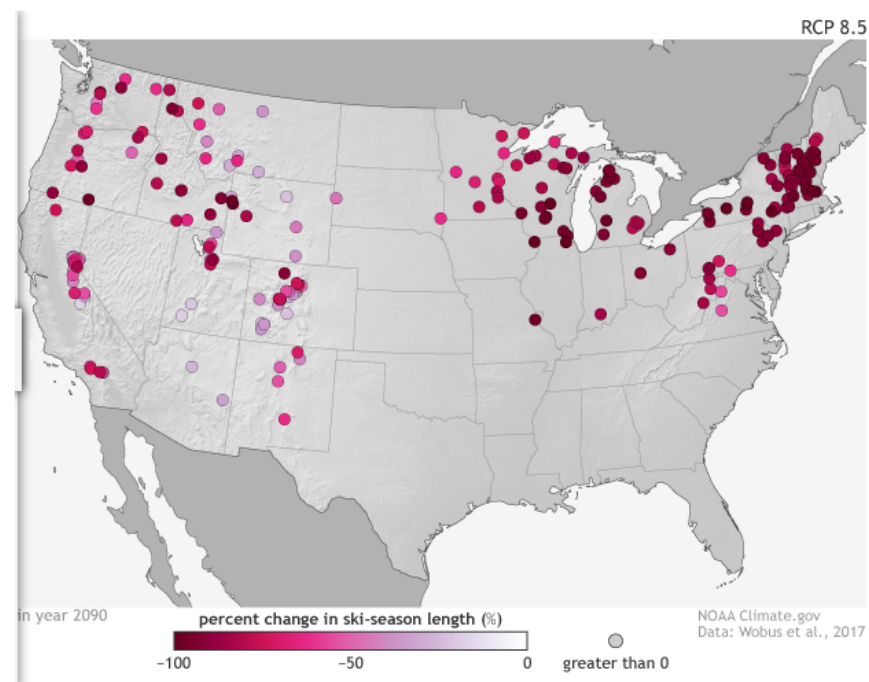 RCP 8.5
in year 2090
percent change in ski-season length (%)
−100
−50
0
greater than 0
NOAA Climate.gov
Data: Wobus et al., 2017